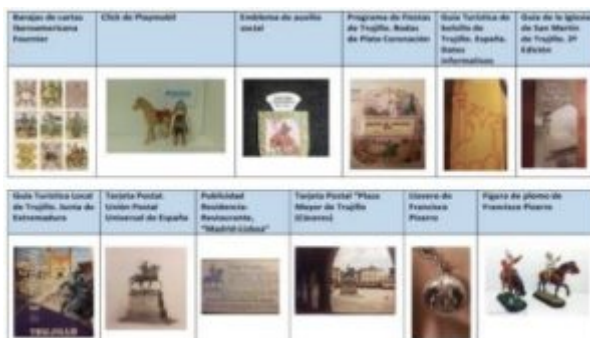 Barajas de cartas
Iberoamericana
Fournier
Click de Playmobil
Emblema de auxilio
social
Programa de Fiestas
de Trujillo. Bodas
de Plata Coronación
Guía Turística de
bolsillo de
Trujillo. España.
Datos
informativos
Guía de la Iglesia
de San Martín
de Trujillo. 2ª
Edición
Guía Turística Local
de Trujillo. Junta de
Extremadura
Tarjeta Postal.
Unión Postal
Universal de España
Publicidad
Residencia-
Restaurante,
"Madrid-Lisboa"
Tarjeta Postal "Plaza
Mayor de Trujillo
(Cáceres)
Llavero de
Francisco
Pizarro
Figura de plomo de
Francisco Pizarro
TRUJILLO